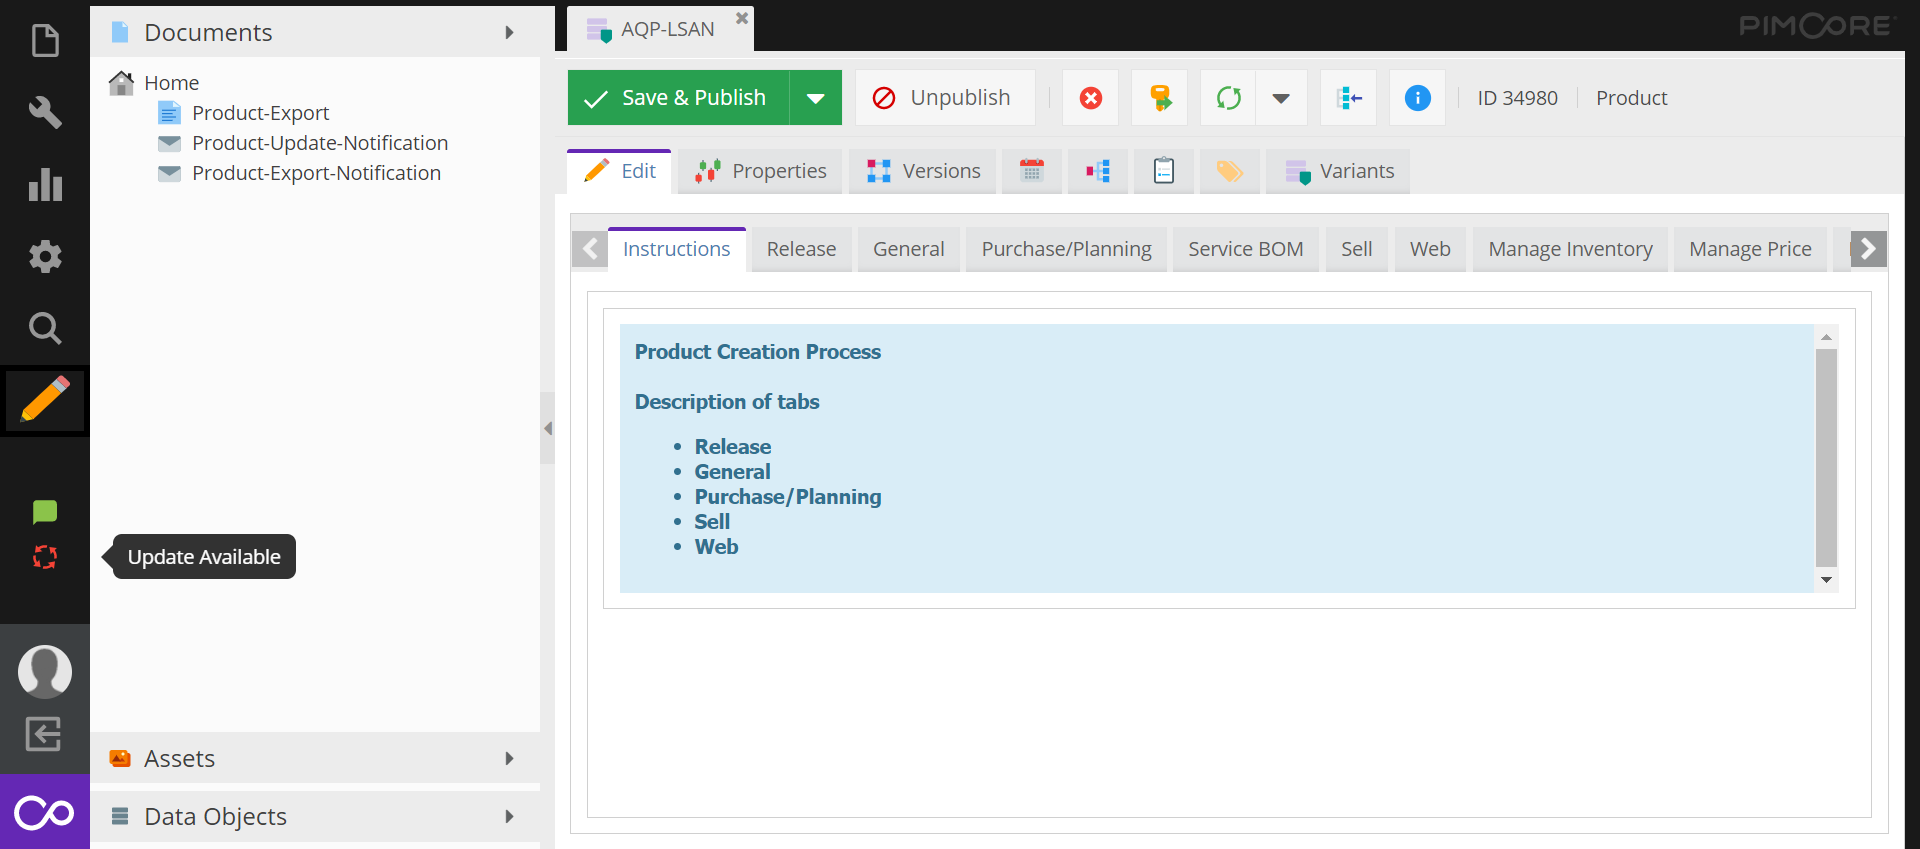 Documents
Home
Product-Export
Product-Update-Notification
Product-Export-Notification
Update Available
Assets
Data Objects
AQP-LSAN
PIMCORE
Save & Publish
Unpublish
ID 34980
Product
Edit
Properties
Versions
Variants
Instructions
Release
General
Purchase/Planning
Service BOM
Sell
Web
Manage Inventory
Manage Price
Product Creation Process
Description of tabs
• Release
• General
• Purchase/Planning
• Sell
• Web